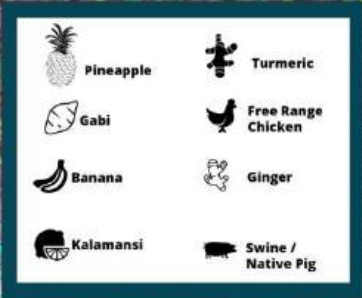 Pineapple
Gabi
Banana
Kalamansi
Turmeric
Free Range
Chicken
Ginger
Swine /
Native Pig